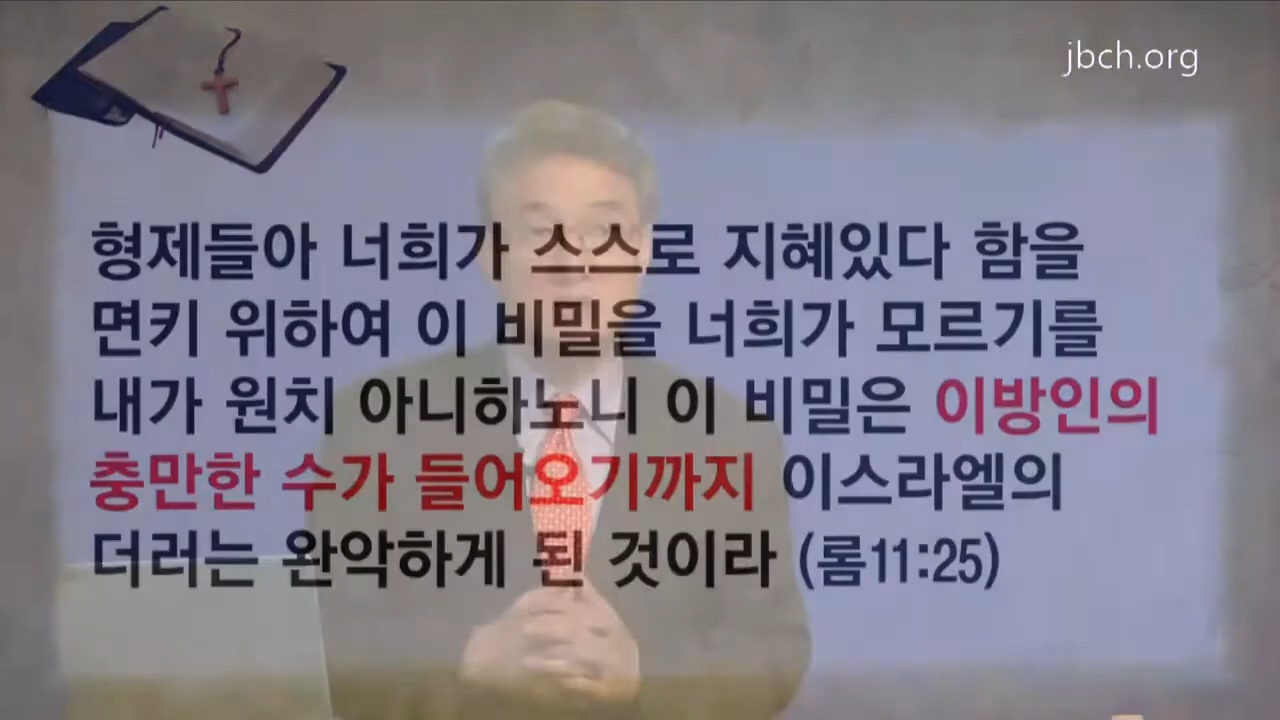 jbch.org
형제들아 너희가 스스로 지혜있다 함을
면키 위하여 이 비밀을 너희가 모르기를
내가 원치 아니하노니 이 비밀은 이방인의
충만한 수가 들어오기까지 이스라엘의
더러는 완악하게 된 것이라 (롬11:25)